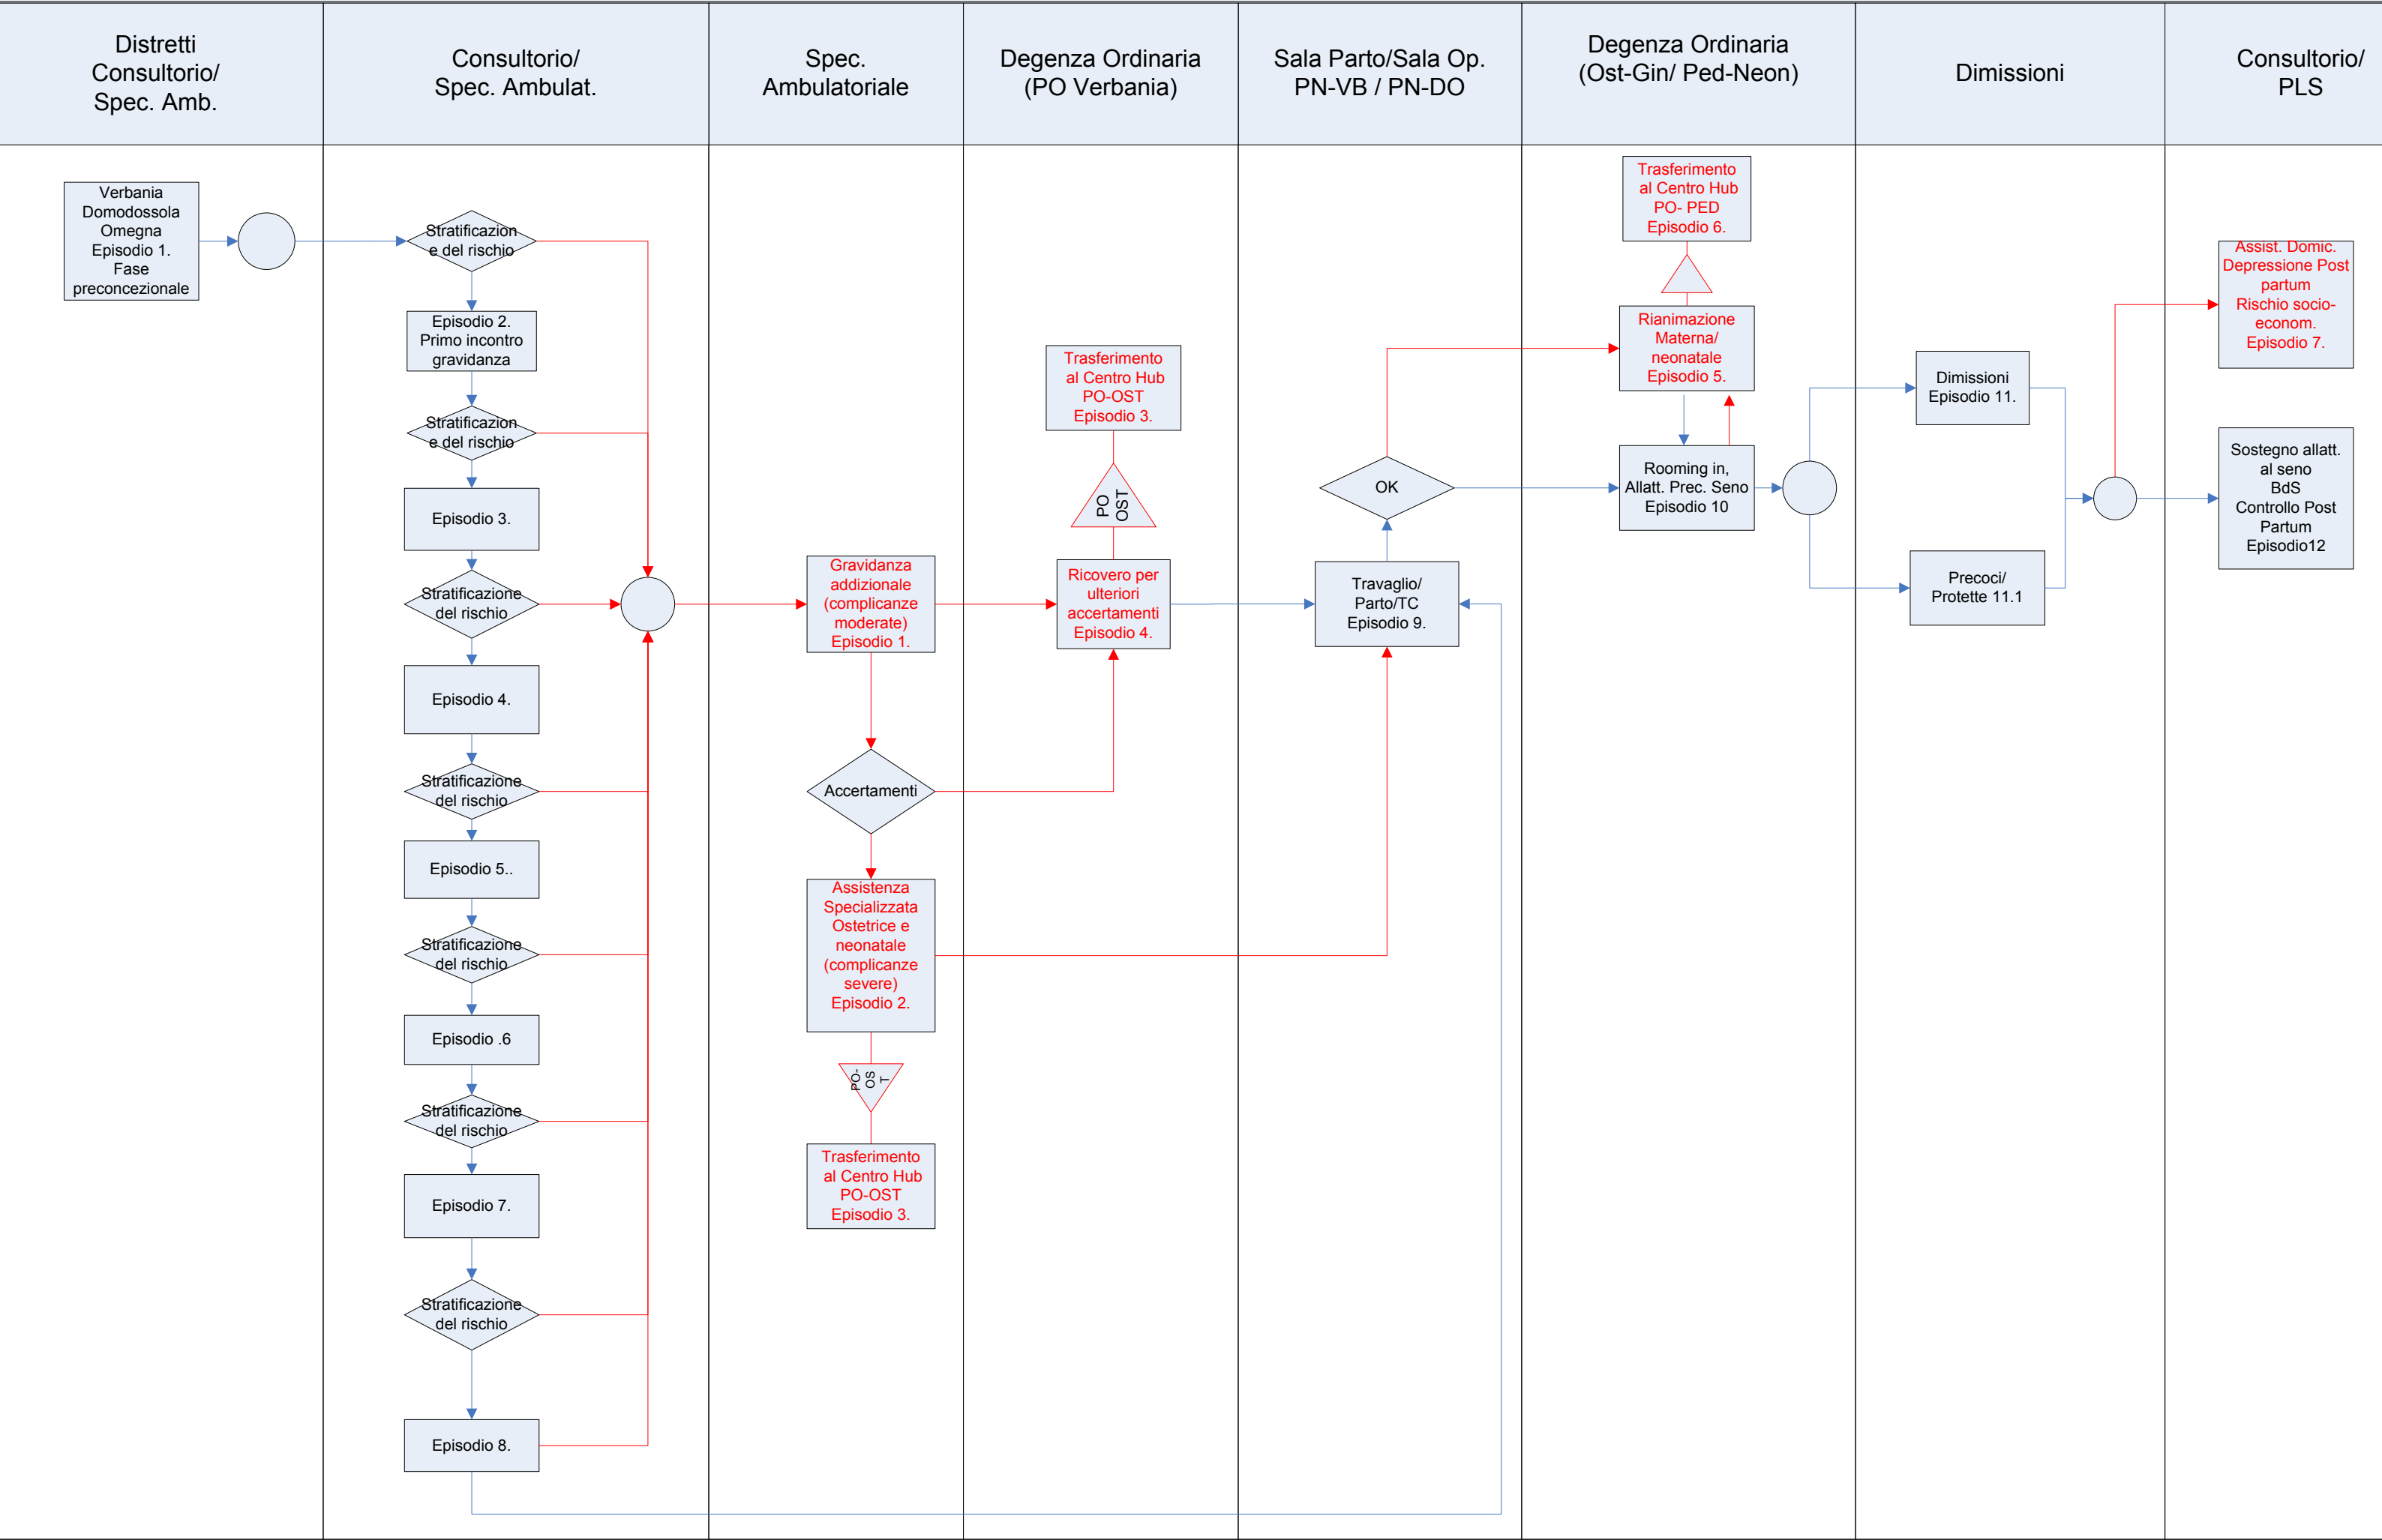 Distretti
Consultorio/
Spec. Amb.
Consultorio/
Spec. Ambulat.
Spec.
Ambulatoriale
Degenza Ordinaria
(PO Verbania)
Sala Parto/Sala Op.
PN-VB / PN-DO
Degenza Ordinaria
(Ost-Gin/ Ped-Neon)
Dimissioni
Consultorio/
PLS
Verbania
Domodossola
Omegna
Episodio 1.
Fase
preconcezionale
Stratificazion
e del rischio
Episodio 2.
Primo incontro
gravidanza
Stratificazion
e del rischio
Episodio 3.
Stratificazione
del rischio
Episodio 4.
Stratificazione
del rischio
Episodio 5..
Stratificazione
del rischio
Episodio .6
Stratificazione
del rischio
Episodio 7.
Stratificazione
del rischio
Episodio 8.
Gravidanza
addizionale
(complicanze
moderate)
Episodio 1.
Accertamenti
Assistenza
Specializzata
Ostetrice e
neonatale
(complicanze
severe)
Episodio 2.
PO-
OS
T
Trasferimento
al Centro Hub
PO-OST
Episodio 3.
Trasferimento
al Centro Hub
PO-OST
Episodio 3.
PO
OST
Ricovero per
ulteriori
accertamenti
Episodio 4.
OK
Travaglio/
Parto/TC
Episodio 9.
Trasferimento
al Centro Hub
PO- PED
Episodio 6.
Rianimazione
Materna/
neonatale
Episodio 5.
Rooming in,
Allatt. Prec. Seno
Episodio 10
Dimissioni
Episodio 11.
Precoci/
Protette 11.1
Assist. Domic.
Depressione Post
partum
Rischio socio-
econom.
Episodio 7.
Sostegno allatt.
al seno
BdS
Controllo Post
Partum
Episodio12